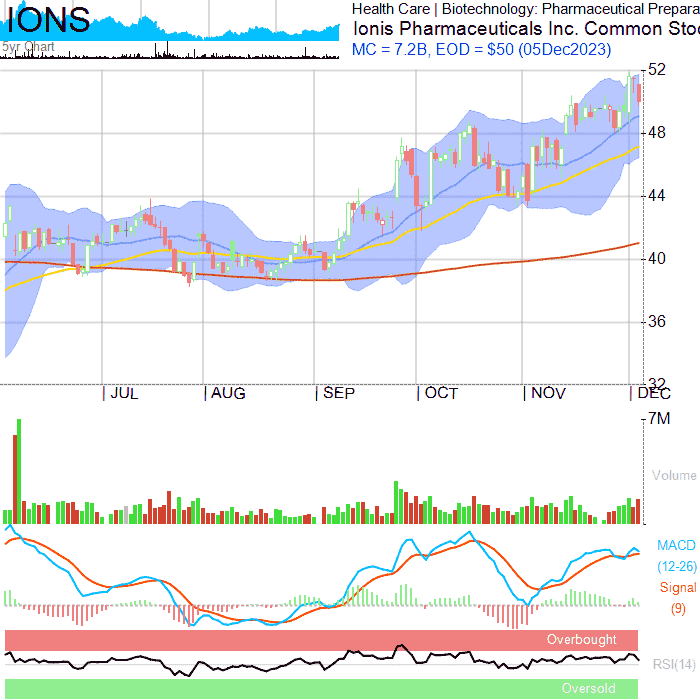 IONS
Health Care | Biotechnology: Pharmaceutical Prepara
5yr Chart
Ionis Pharmaceuticals Inc. Common Stoc
MC = 7.2B, EOD = $50 (05Dec2023)
52
48
44
40
36
32
JUL
AUG
SEP
OCT
NOV
DEC
7M
Volume
MACD
(12-26)
Signal
(9)
Overbought
RSI(14)
Oversold